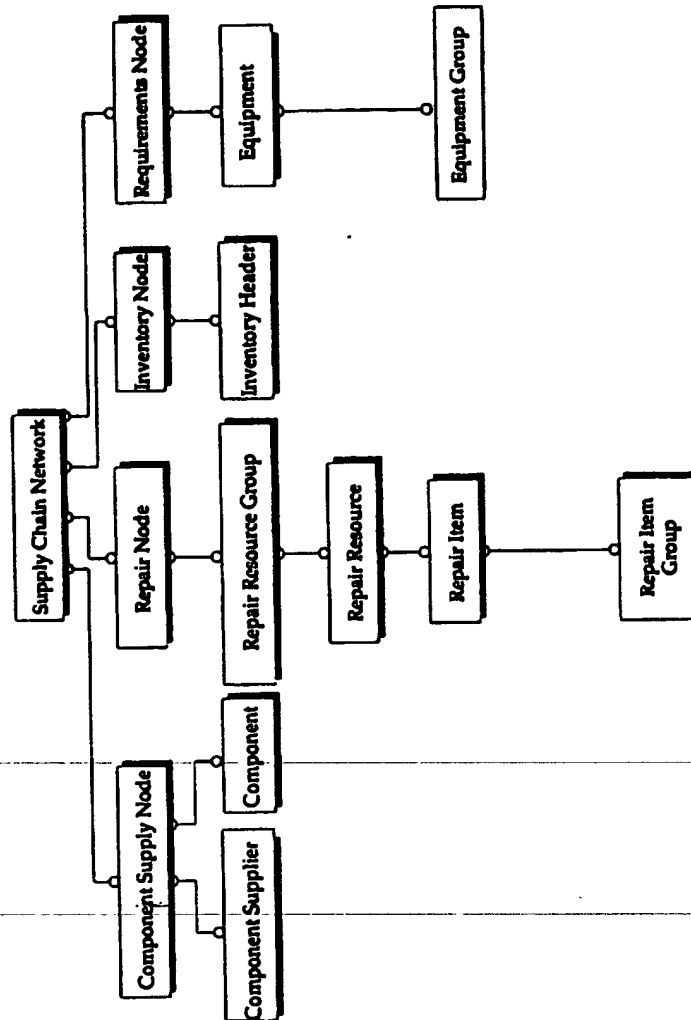 Supply Chain Network
Component Supply Node
Repair Node
Inventory Node
Requirements Node
Component Supplier
Component
Repair Resource Group
Inventory Header
Equipment
Repair Resource
Repair Item
Equipment Group
Repair Item
Group